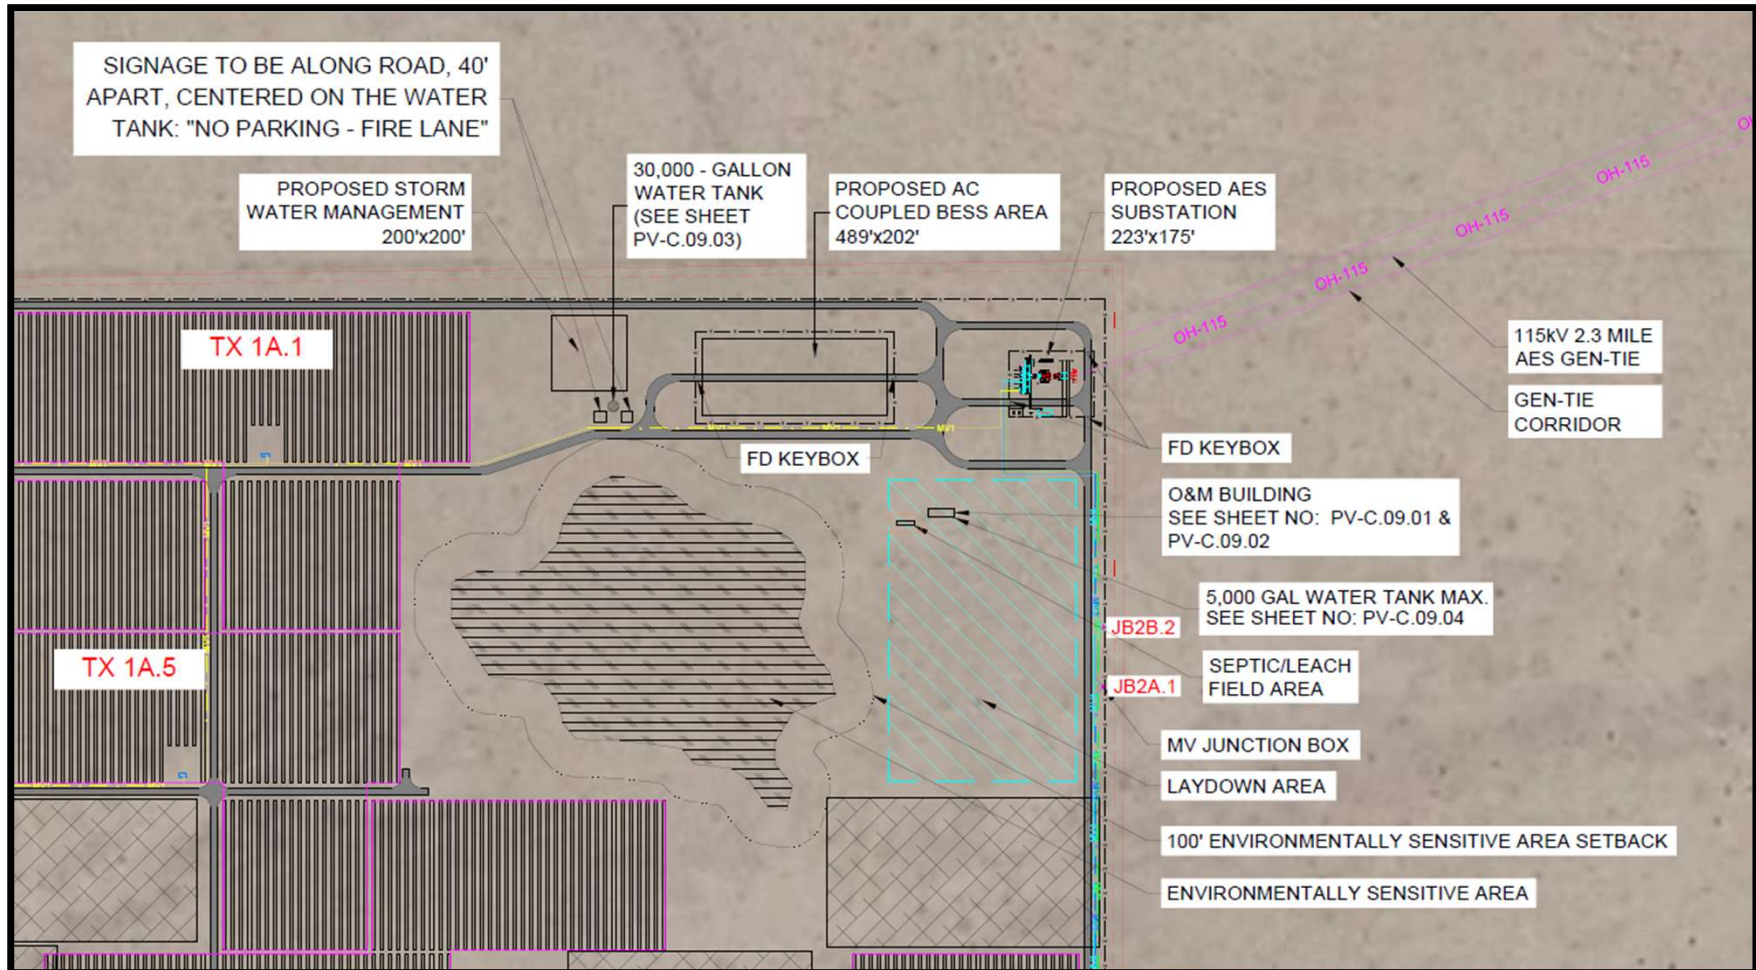 SIGNAGE TO BE ALONG ROAD, 40'
APART, CENTERED ON THE WATER
TANK: "NO PARKING - FIRE LANE"
PROPOSED STORM
WATER MANAGEMENT
200'x200'
30,000 - GALLON
WATER TANK
(SEE SHEET
PV-C.09.03)
PROPOSED AC
COUPLED BESS AREA
489'x202'
PROPOSED AES
SUBSTATION
223'x175'
OH-115
OH-115
OH-115
OH-115
115kV 2.3 MILE
AES GEN-TIE
GEN-TIE
CORRIDOR
TX 1A.1
FD KEYBOX
FD KEYBOX
MV1
MV1
MV1
MV1
MV1
MV1
O&M BUILDING
SEE SHEET NO: PV-C.09.01 &
PV-C.09.02
5,000 GAL WATER TANK MAX.
SEE SHEET NO: PV-C.09.04
JB2B.2
TX 1A.5
SEPTIC/LEACH
FIELD AREA
JB2A.1
MV JUNCTION BOX
LAYDOWN AREA
100' ENVIRONMENTALLY SENSITIVE AREA SETBACK
ENVIRONMENTALLY SENSITIVE AREA